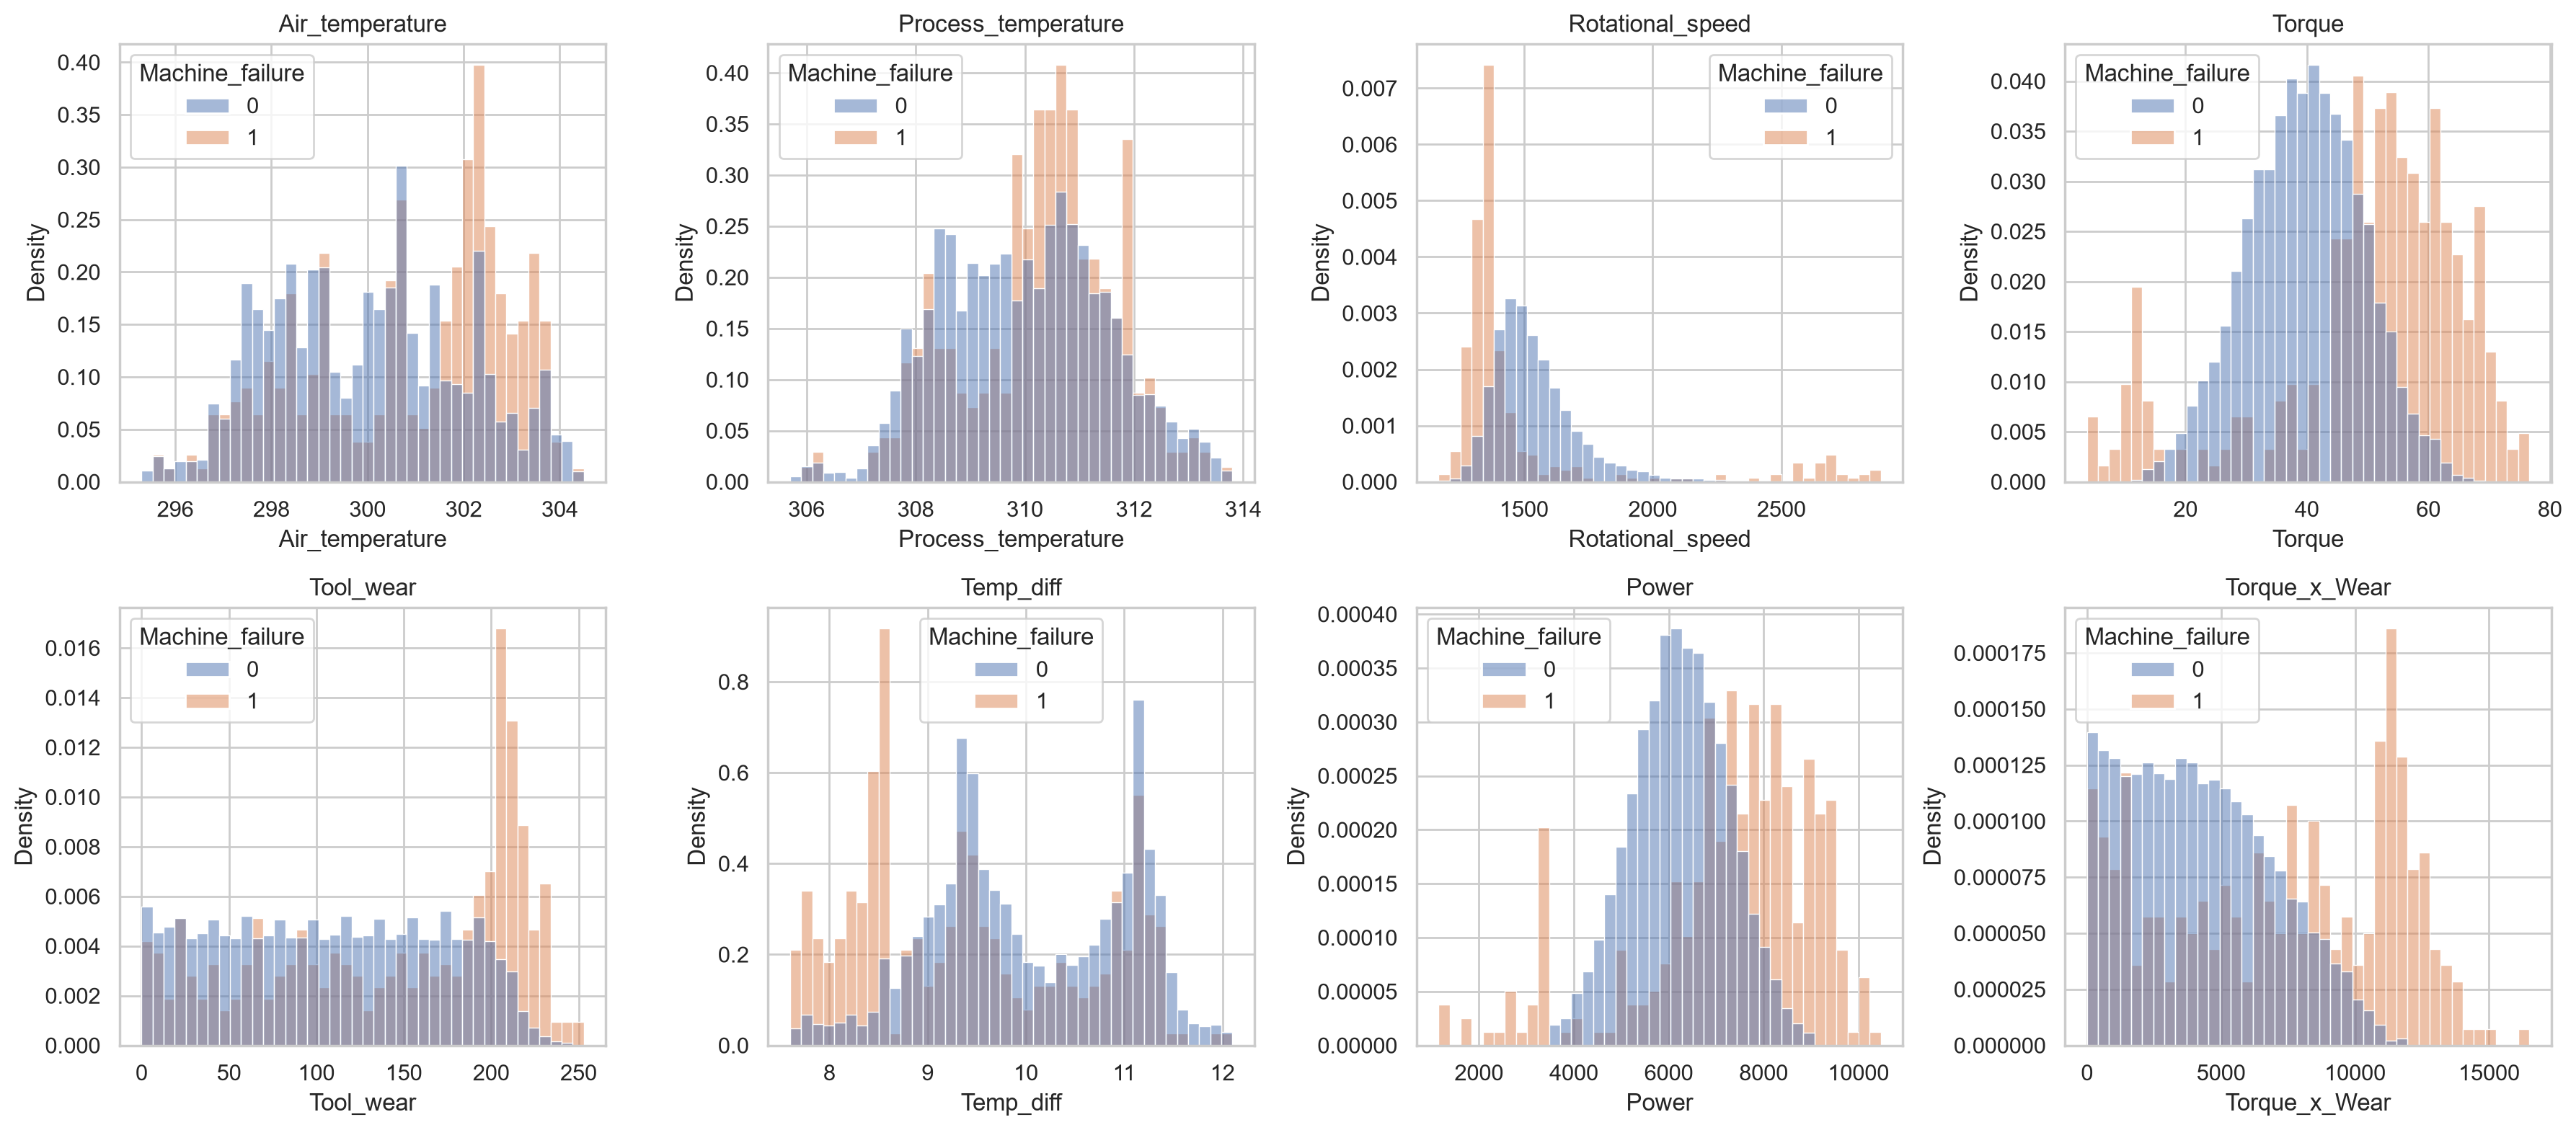 Air_temperature
Machine_failure
0
1
0.40
0.35
0.30
0.25
0.20
0.15
0.10
0.05
0.00
Density
296 298 300 302 304
Air_temperature
Process_temperature
Machine_failure
0
1
0.40
0.35
0.30
0.25
0.20
0.15
0.10
0.05
0.00
Density
306 308 310 312 314
Process_temperature
Rotational_speed
Machine_failure
0
1
0.007
0.006
0.005
0.004
0.003
0.002
0.001
0.000
Density
1500 2000 2500
Rotational_speed
Torque
Machine_failure
0
1
0.040
0.035
0.030
0.025
0.020
0.015
0.010
0.005
0.000
Density
20 40 60 80
Torque
Tool_wear
Machine_failure
0
1
0.016
0.014
0.012
0.010
0.008
0.006
0.004
0.002
0.000
Density
0 50 100 150 200 250
Tool_wear
Temp_diff
Machine_failure
0
1
0.8
0.6
0.4
0.2
0.0
Density
8 9 10 11 12
Temp_diff
Power
Machine_failure
0
1
0.00040
0.00035
0.00030
0.00025
0.00020
0.00015
0.00010
0.00005
0.00000
Density
2000 4000 6000 8000 10000
Power
Torque_x_Wear
Machine_failure
0
1
0.000175
0.000150
0.000125
0.000100
0.000075
0.000050
0.000025
0.000000
Density
0 5000 10000 15000
Torque_x_Wear